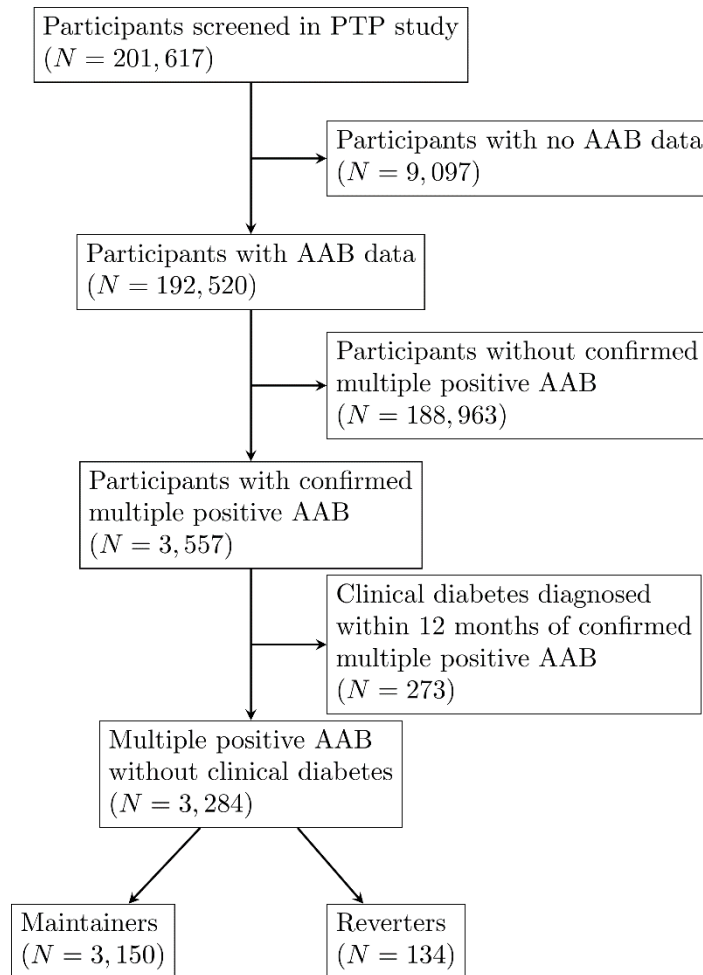 Participants screened in PTP study
(N = 201,617)
Participants with no AAB data
(N = 9,097)
Participants with AAB data
(N = 192,520)
Participants without confirmed
multiple positive AAB
(N = 188,963)
Participants with confirmed
multiple positive AAB
(N = 3,557)
Clinical diabetes diagnosed
within 12 months of confirmed
multiple positive AAB
(N = 273)
Multiple positive AAB
without clinical diabetes
(N = 3,284)
Maintainers
(N = 3,150)
Reverters
(N = 134)